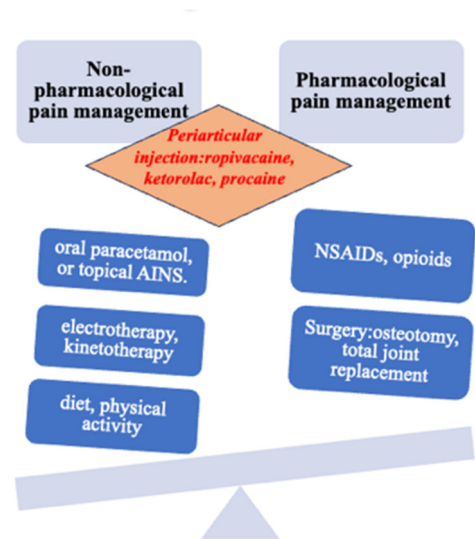 Non-
pharmacological
pain management
Pharmacological
pain management
Periarticular
injection:ropivacaine,
ketorolac, procaine
oral paracetamol,
or topical AINS.
electrotherapy,
kinetotherapy
diet, physical
activity
NSAIDs, opioids
Surgery:osteotomy,
total joint
replacement